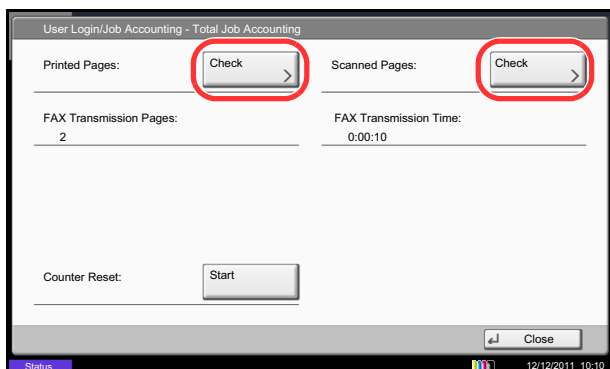 User Login/Job Accounting - Total Job Accounting
Printed Pages: Check Scanned Pages: Check
FAX Transmission Pages: FAX Transmission Time:
2 0:00:10
Counter Reset: Start
Close
Status 12/12/2011 10:10